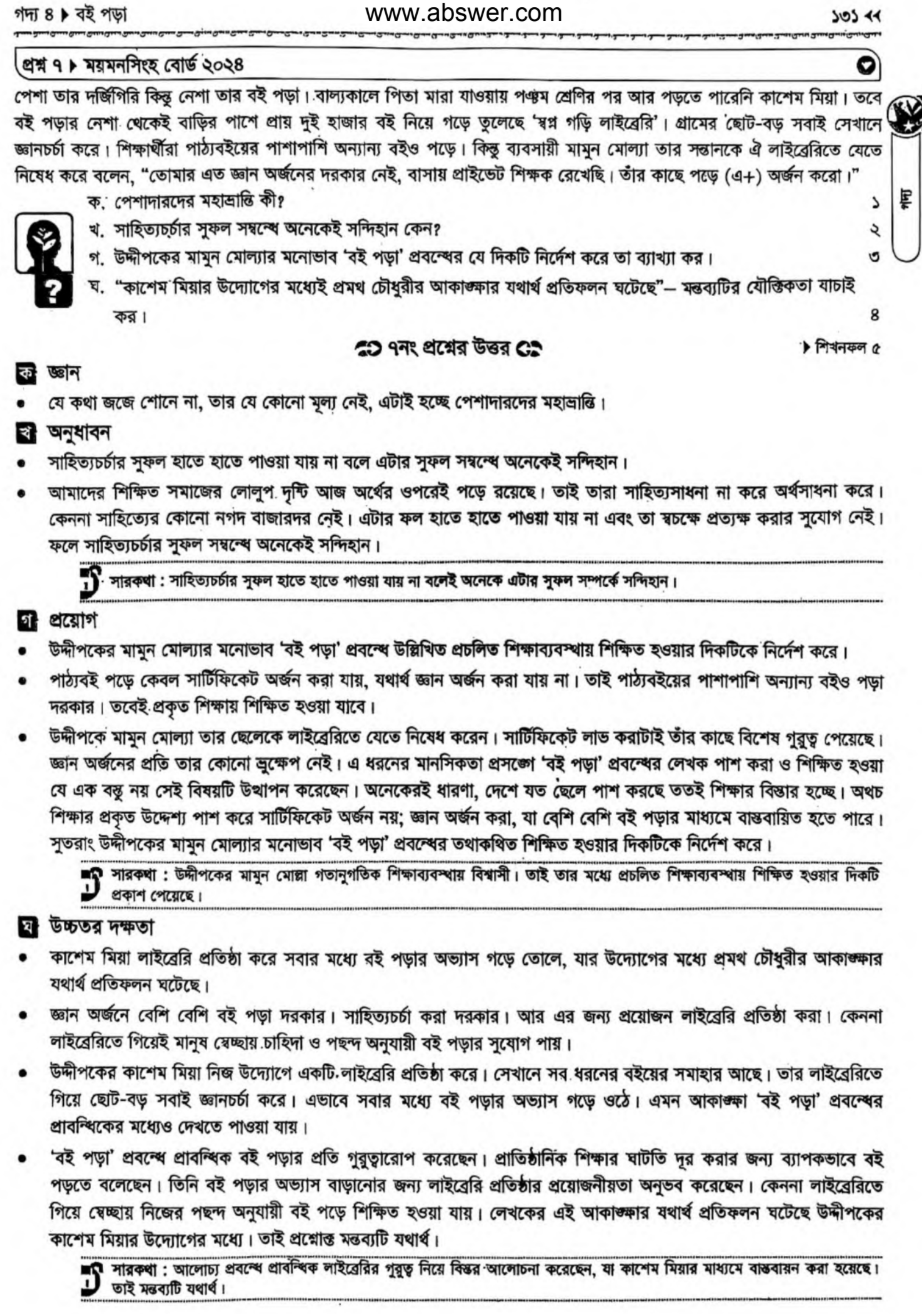 গদ্য ৪ ▶ বই পড়া www.abswer.com ১৩১ ◀◀
প্রশ্ন ৭ ▶ ময়মনসিংহ বোর্ড ২০২৪
পেশা তার দর্জিগিরি কিন্তু নেশা তার বই পড়া। বাল্যকালে পিতা মারা যাওয়ায় পঞ্চম শ্রেণির পর আর পড়তে পারেনি কাশেম মিয়া। তবে
বই পড়ার নেশা থেকেই বাড়ির পাশে প্রায় দুই হাজার বই নিয়ে গড়ে তুলেছে ‘স্বপ্ন গড়ি লাইব্রেরি’। গ্রামের ছোট-বড় সবাই সেখানে
জ্ঞানচর্চা করে। শিক্ষার্থীরা পাঠ্যবইয়ের পাশাপাশি অন্যান্য বইও পড়ে। কিন্তু ব্যবসায়ী মামুন মোল্যা তার সন্তানকে ঐ লাইব্রেরিতে যেতে
নিষেধ করে বলেন, “তোমার এত জ্ঞান অর্জনের দরকার নেই, বাসায় প্রাইভেট শিক্ষক রেখেছি। তাঁর কাছে পড়ে (এ+) অর্জন করো।”
গদ্য
ক. পেশাদারদের মহাভ্রান্তি কী? ১
খ. সাহিত্যচর্চার সুফল সম্বন্ধে অনেকেই সন্দিহান কেন? ২
গ. উদ্দীপকের মামুন মোল্যার মনোভাব ‘বই পড়া’ প্রবন্ধের যে দিকটি নির্দেশ করে তা ব্যাখ্যা কর। ৩
ঘ. “কাশেম মিয়ার উদ্যোগের মধ্যেই প্রমথ চৌধুরীর আকাঙ্ক্ষার যথার্থ প্রতিফলন ঘটেছে”– মন্তব্যটির যৌক্তিকতা যাচাই
কর। ৪
৭নং প্রশ্নের উত্তর ▶ শিখনফল ৫
ক জ্ঞান
• যে কথা জজে শোনে না, তার যে কোনো মূল্য নেই, এটাই হচ্ছে পেশাদারদের মহাভ্রান্তি।
খ অনুধাবন
• সাহিত্যচর্চার সুফল হাতে হাতে পাওয়া যায় না বলে এটার সুফল সম্বন্ধে অনেকেই সন্দিহান।
• আমাদের শিক্ষিত সমাজের লোলুপ দৃষ্টি আজ অর্থের ওপরেই পড়ে রয়েছে। তাই তারা সাহিত্যসাধনা না করে অর্থসাধনা করে।
কেননা সাহিত্যের কোনো নগদ বাজারদর নেই। এটার ফল হাতে হাতে পাওয়া যায় না এবং তা স্বচক্ষে প্রত্যক্ষ করার সুযোগ নেই।
ফলে সাহিত্যচর্চার সুফল সম্বন্ধে অনেকেই সন্দিহান।
সারকথা : সাহিত্যচর্চার সুফল হাতে হাতে পাওয়া যায় না বলেই অনেকে এটার সুফল সম্পর্কে সন্দিহান।
গ প্রয়োগ
• উদ্দীপকের মামুন মোল্যার মনোভাব ‘বই পড়া’ প্রবন্ধে উল্লিখিত প্রচলিত শিক্ষাব্যবস্থায় শিক্ষিত হওয়ার দিকটিকে নির্দেশ করে।
• পাঠ্যবই পড়ে কেবল সার্টিফিকেট অর্জন করা যায়, যথার্থ জ্ঞান অর্জন করা যায় না। তাই পাঠ্যবইয়ের পাশাপাশি অন্যান্য বইও পড়া
দরকার। তবেই প্রকৃত শিক্ষায় শিক্ষিত হওয়া যাবে।
• উদ্দীপকে মামুন মোল্যা তার ছেলেকে লাইব্রেরিতে যেতে নিষেধ করেন। সার্টিফিকেট লাভ করাটাই তাঁর কাছে বিশেষ গুরুত্ব পেয়েছে।
জ্ঞান অর্জনের প্রতি তার কোনো ভ্রুক্ষেপ নেই। এ ধরনের মানসিকতা প্রসঙ্গে ‘বই পড়া’ প্রবন্ধের লেখক পাশ করা ও শিক্ষিত হওয়া
যে এক বস্তু নয় সেই বিষয়টি উত্থাপন করেছেন। অনেকেরই ধারণা, দেশে যত ছেলে পাশ করছে ততই শিক্ষার বিস্তার হচ্ছে। অথচ
শিক্ষার প্রকৃত উদ্দেশ্য পাশ করে সার্টিফিকেট অর্জন নয়; জ্ঞান অর্জন করা, যা বেশি বেশি বই পড়ার মাধ্যমে বাস্তবায়িত হতে পারে।
সুতরাং উদ্দীপকের মামুন মোল্যার মনোভাব ‘বই পড়া’ প্রবন্ধের তথাকথিত শিক্ষিত হওয়ার দিকটিকে নির্দেশ করে।
সারকথা : উদ্দীপকের মামুন মোল্লা গতানুগতিক শিক্ষাব্যবস্থায় বিশ্বাসী। তাই তার মধ্যে প্রচলিত শিক্ষাব্যবস্থায় শিক্ষিত হওয়ার দিকটি
প্রকাশ পেয়েছে।
ঘ উচ্চতর দক্ষতা
• কাশেম মিয়া লাইব্রেরি প্রতিষ্ঠা করে সবার মধ্যে বই পড়ার অভ্যাস গড়ে তোলে, যার উদ্যোগের মধ্যে প্রমথ চৌধুরীর আকাঙ্ক্ষার
যথার্থ প্রতিফলন ঘটেছে।
• জ্ঞান অর্জনে বেশি বেশি বই পড়া দরকার। সাহিত্যচর্চা করা দরকার। আর এর জন্য প্রয়োজন লাইব্রেরি প্রতিষ্ঠা করা। কেননা
লাইব্রেরিতে গিয়েই মানুষ স্বেচ্ছায় চাহিদা ও পছন্দ অনুযায়ী বই পড়ার সুযোগ পায়।
• উদ্দীপকের কাশেম মিয়া নিজ উদ্যোগে একটি লাইব্রেরি প্রতিষ্ঠা করে। সেখানে সব ধরনের বইয়ের সমাহার আছে। তার লাইব্রেরিতে
গিয়ে ছোট-বড় সবাই জ্ঞানচর্চা করে। এভাবে সবার মধ্যে বই পড়ার অভ্যাস গড়ে ওঠে। এমন আকাঙ্ক্ষা ‘বই পড়া’ প্রবন্ধের
প্রাবন্ধিকের মধ্যেও দেখতে পাওয়া যায়।
• ‘বই পড়া’ প্রবন্ধে প্রাবন্ধিক বই পড়ার প্রতি গুরুত্বারোপ করেছেন। প্রাতিষ্ঠানিক শিক্ষার ঘাটতি দূর করার জন্য ব্যাপকভাবে বই
পড়তে বলেছেন। তিনি বই পড়ার অভ্যাস বাড়ানোর জন্য লাইব্রেরি প্রতিষ্ঠার প্রয়োজনীয়তা অনুভব করেছেন। কেননা লাইব্রেরিতে
গিয়ে স্বেচ্ছায় নিজের পছন্দ অনুযায়ী বই পড়ে শিক্ষিত হওয়া যায়। লেখকের এই আকাঙ্ক্ষার যথার্থ প্রতিফলন ঘটেছে উদ্দীপকের
কাশেম মিয়ার উদ্যোগের মধ্যে। তাই প্রশ্নোক্ত মন্তব্যটি যথার্থ।
সারকথা : আলোচ্য প্রবন্ধে প্রাবন্ধিক লাইব্রেরির গুরুত্ব নিয়ে বিস্তর আলোচনা করেছেন, যা কাশেম মিয়ার মাধ্যমে বাস্তবায়ন করা হয়েছে।
তাই মন্তব্যটি যথার্থ।